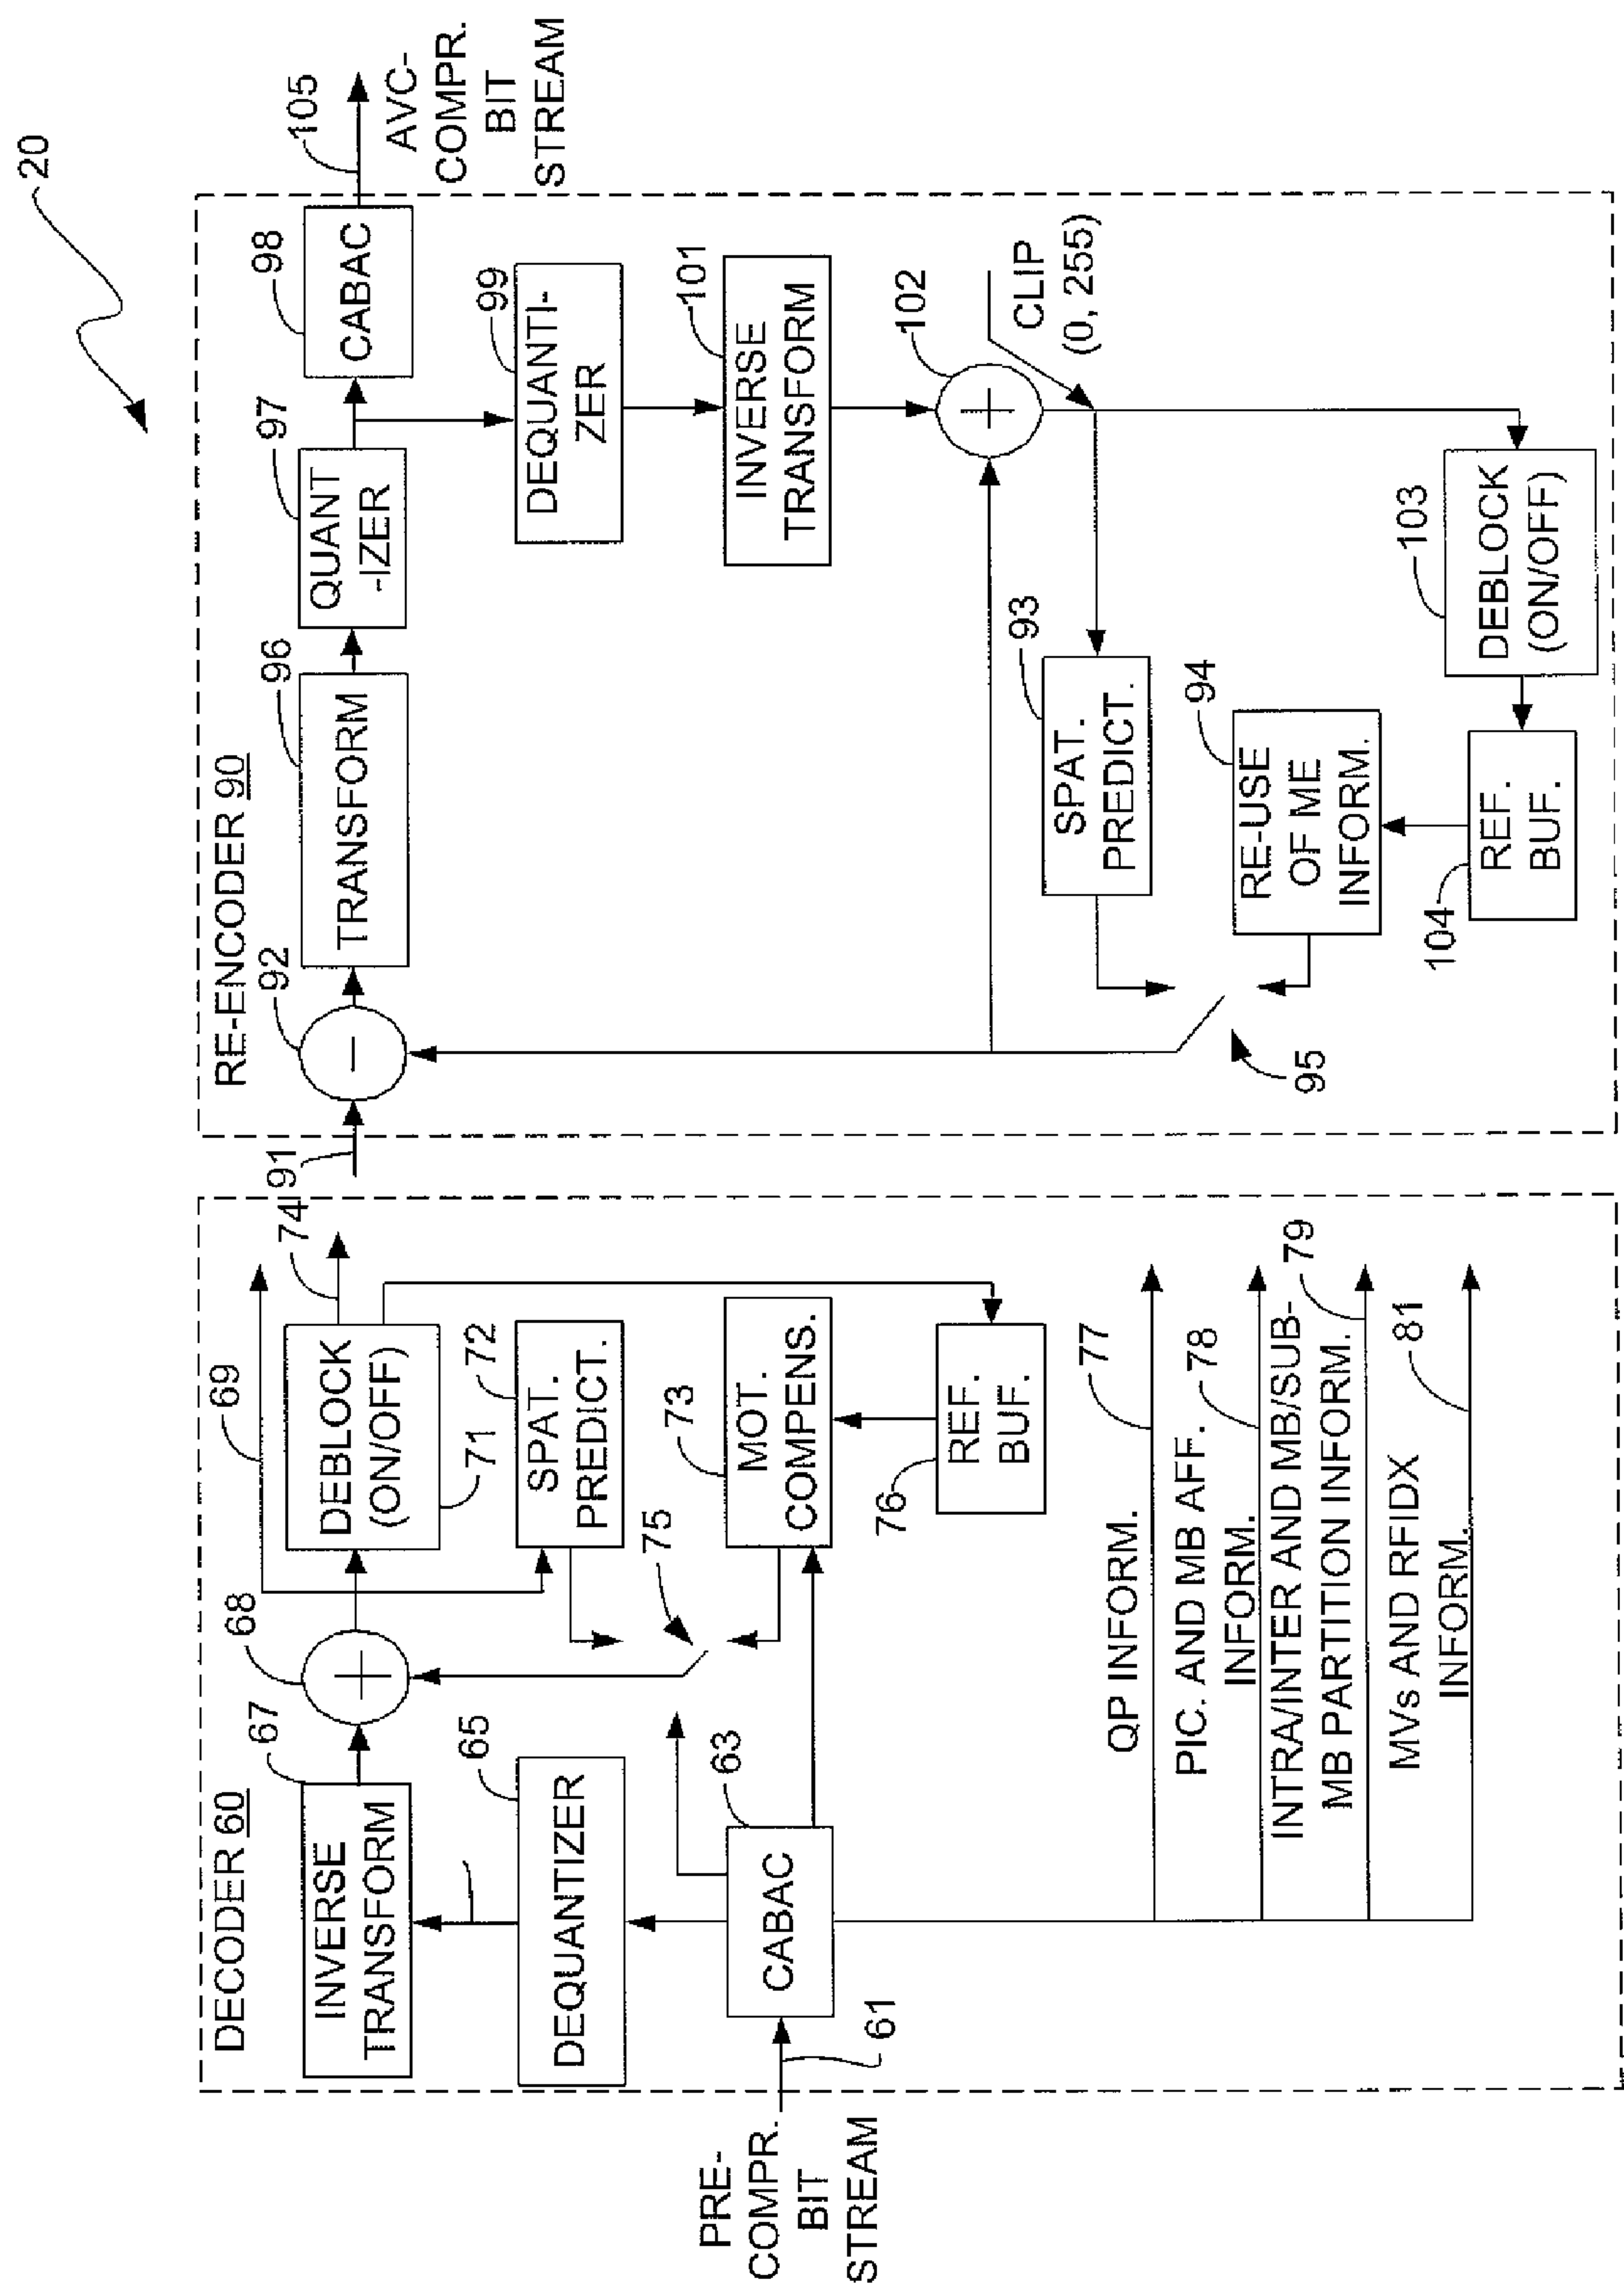 20
DECODER 60
INVERSE
TRANSFORM
67
68
69
DEBLOCK
(ON/OFF)
71
74
65
DEQUANTIZER
SPAT.
PREDICT.
72
75
MOT.
COMPENS.
73
63
CABAC
PRE-
COMPR.
BIT
STREAM
61
REF.
BUF.
76
QP INFORM.
77
PIC. AND MB AFF.
INFORM.
78
INTRA/INTER AND MB/SUB-
MB PARTITION INFORM.
79
MVs AND RFIDX
INFORM.
81
RE-ENCODER 90
91
92
TRANSFORM
96
QUANT
-IZER
97
CABAC
98
105
AVC-
COMPR.
BIT
STREAM
DEQUANTI-
ZER
99
INVERSE
TRANSFORM
101
102
CLIP
(0, 255)
SPAT.
PREDICT.
93
RE-USE
OF ME
INFORM.
94
95
DEBLOCK
(ON/OFF)
103
REF.
BUF.
104